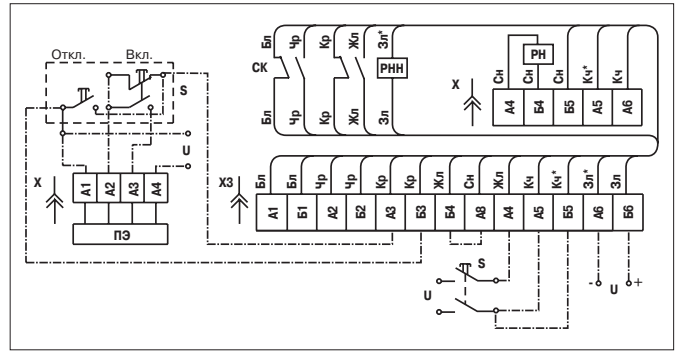 Откл. Вкл.
S
U
X
А1 А2 А3 А4
ПЭ
Бл Чр Кр Жл Зл*
СК
РНН
Бл Чр Кр Жл Зл
РН
X
Сн Сн Сн Кч* Кч
А4 Б4 Б5 А5 А6
X3
Бл Бл Чр Чр Кр Кр Жл Сн Жл Кч Кч* Зл* Зл
А1 Б1 А2 Б2 А3 Б3 Б4 А8 А4 А5 Б5 А6 Б6
S
U
- U +